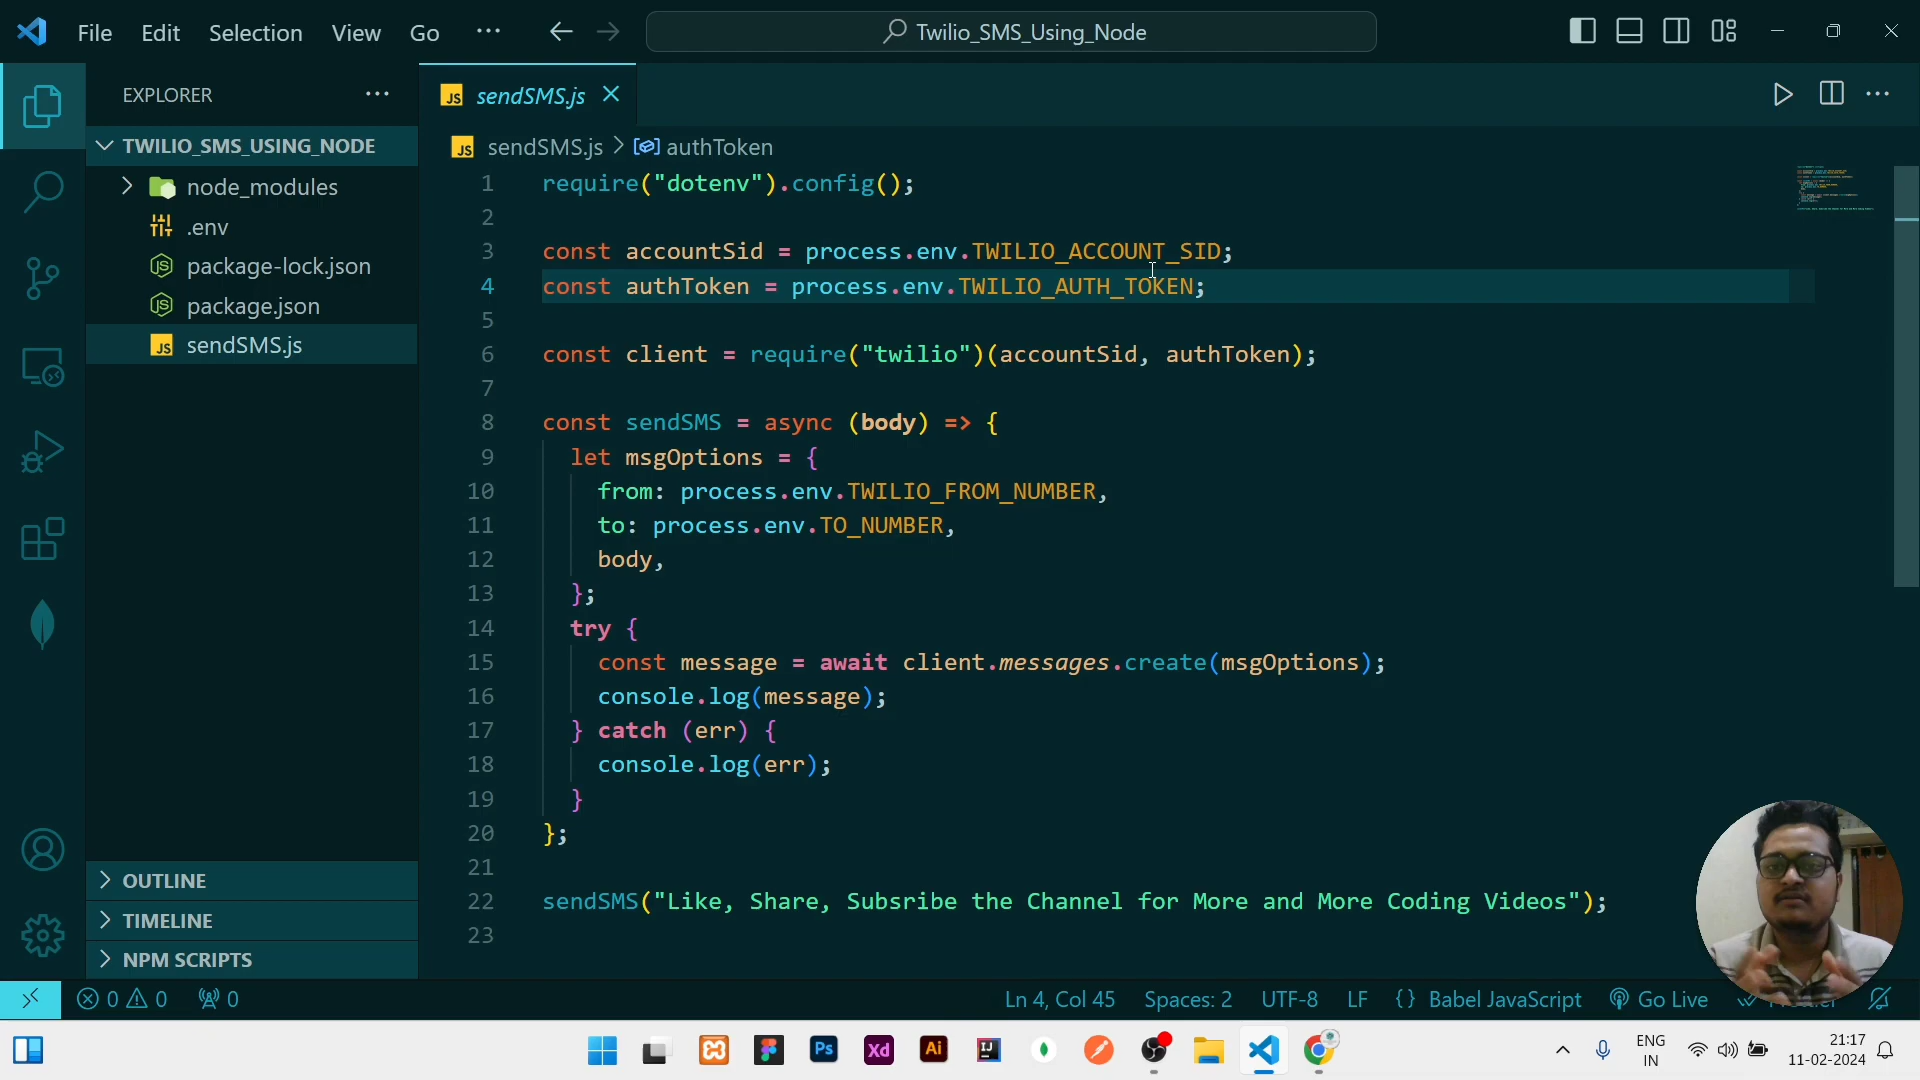 File Edit Selection View Go ··· Twilio_SMS_Using_Node
EXPLORER ···
TWILIO_SMS_USING_NODE
node_modules
.env
package-lock.json
package.json
JS sendSMS.js
OUTLINE
TIMELINE
NPM SCRIPTS
JS sendSMS.js
JS sendSMS.js > authToken
1 require("dotenv").config();
2
3 const accountSid = process.env.TWILIO_ACCOUNT_SID;
4 const authToken = process.env.TWILIO_AUTH_TOKEN;
5
6 const client = require("twilio")(accountSid, authToken);
7
8 const sendSMS = async (body) => {
9 let msgOptions = {
10 from: process.env.TWILIO_FROM_NUMBER,
11 to: process.env.TO_NUMBER,
12 body,
13 };
14 try {
15 const message = await client.messages.create(msgOptions);
16 console.log(message);
17 } catch (err) {
18 console.log(err);
19 }
20 };
21
22 sendSMS("Like, Share, Subsribe the Channel for More and More Coding Videos");
23
0 0 0 Ln 4, Col 45 Spaces: 2 UTF-8 LF {} Babel JavaScript Go Live
Ps Xd Ai IJ ENG 21:17
IN 11-02-2024